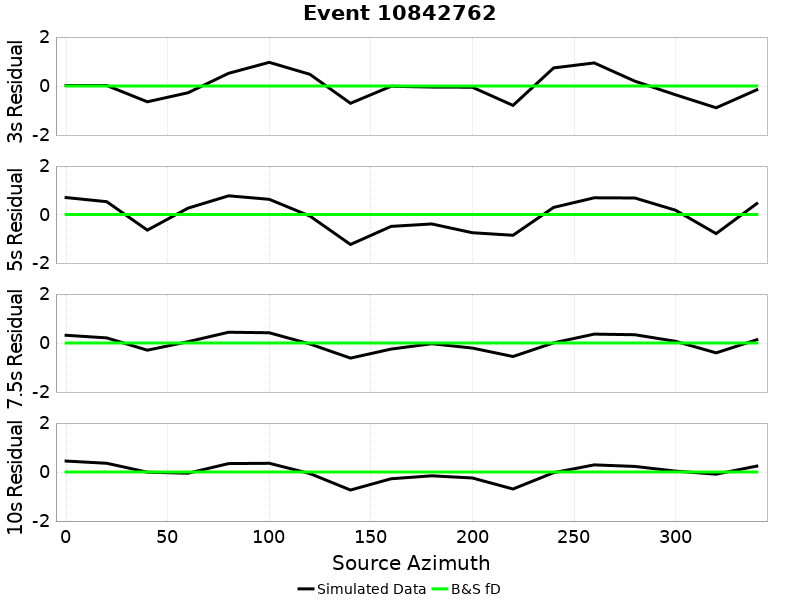 Event 10842762
3s Residual
2
0
-2
5s Residual
2
0
-2
7.5s Residual
2
0
-2
10s Residual
2
0
-2
0 50 100 150 200 250 300
Source Azimuth
Simulated Data B&S fD